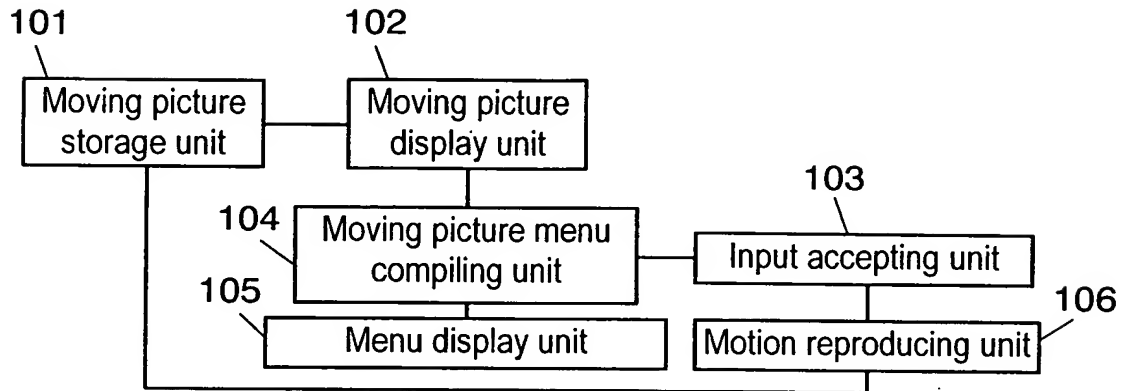 101
102
Moving picture
storage unit
Moving picture
display unit
103
104
Moving picture menu
compiling unit
Input accepting unit
105
106
Menu display unit
Motion reproducing unit